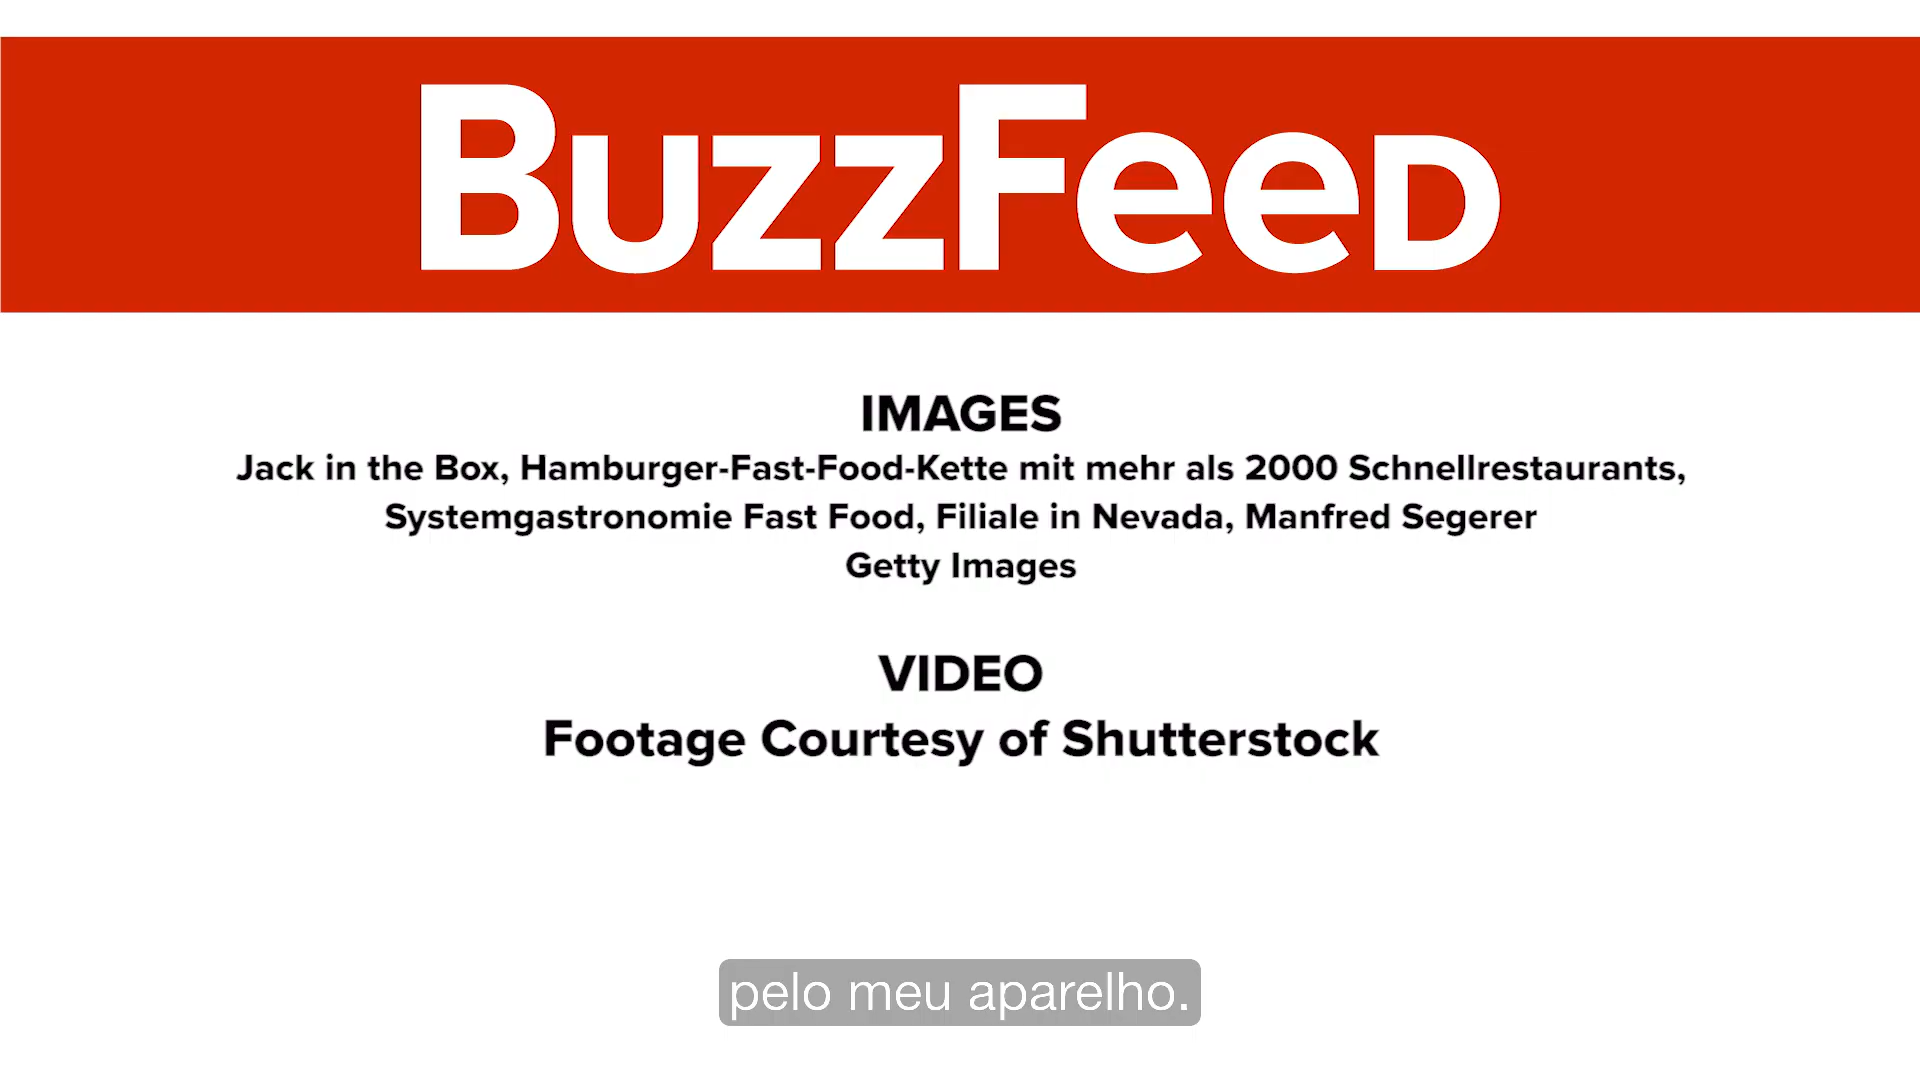 BuzzFeed
IMAGES
Jack in the Box, Hamburger-Fast-Food-Kette mit mehr als 2000 Schnellrestaurants,
Systemgastronomie Fast Food, Filiale in Nevada, Manfred Segerer
Getty Images
VIDEO
Footage Courtesy of Shutterstock
pelo meu aparelho.